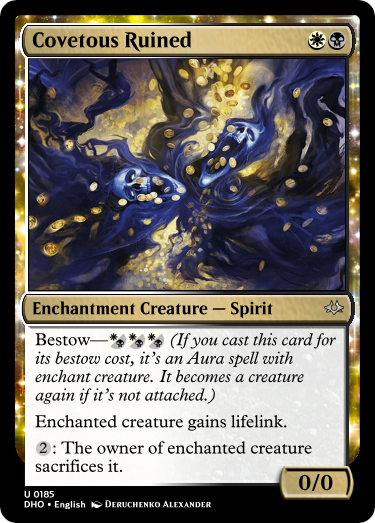 Covetous Ruined
Enchantment Creature — Spirit
Bestow— (If you cast this card for
its bestow cost, it's an Aura spell with
enchant creature. It becomes a creature
again if it's not attached.)
Enchanted creature gains lifelink.
2: The owner of enchanted creature
sacrifices it.
0/0
U 0185
DHO • English Deruchenko Alexander